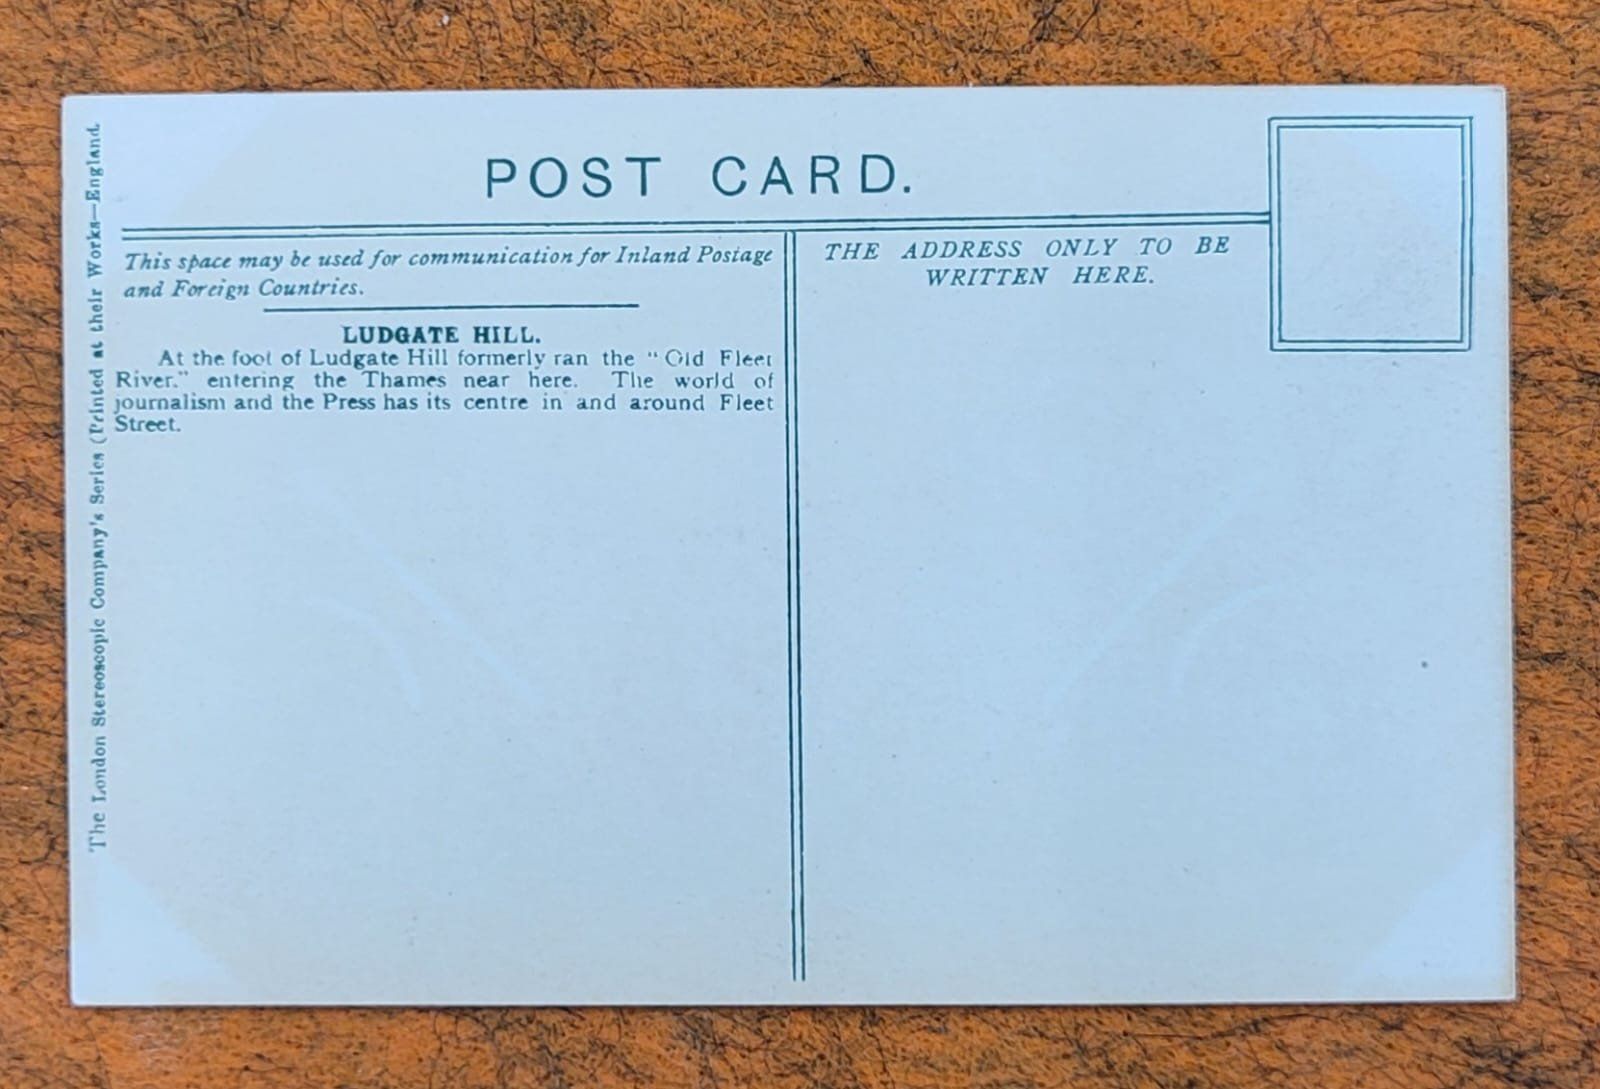 POST CARD.
This space may be used for communication for Inland Postage
and Foreign Countries.
THE ADDRESS ONLY TO BE
WRITTEN HERE.
LUDGATE HILL.
At the foot of Ludgate Hill formerly ran the "Old Fleet
River." entering the Thames near here. The world of
journalism and the Press has its centre in and around Fleet
Street.
The London Stereoscopic Company's Series (Printed at their Works—England.